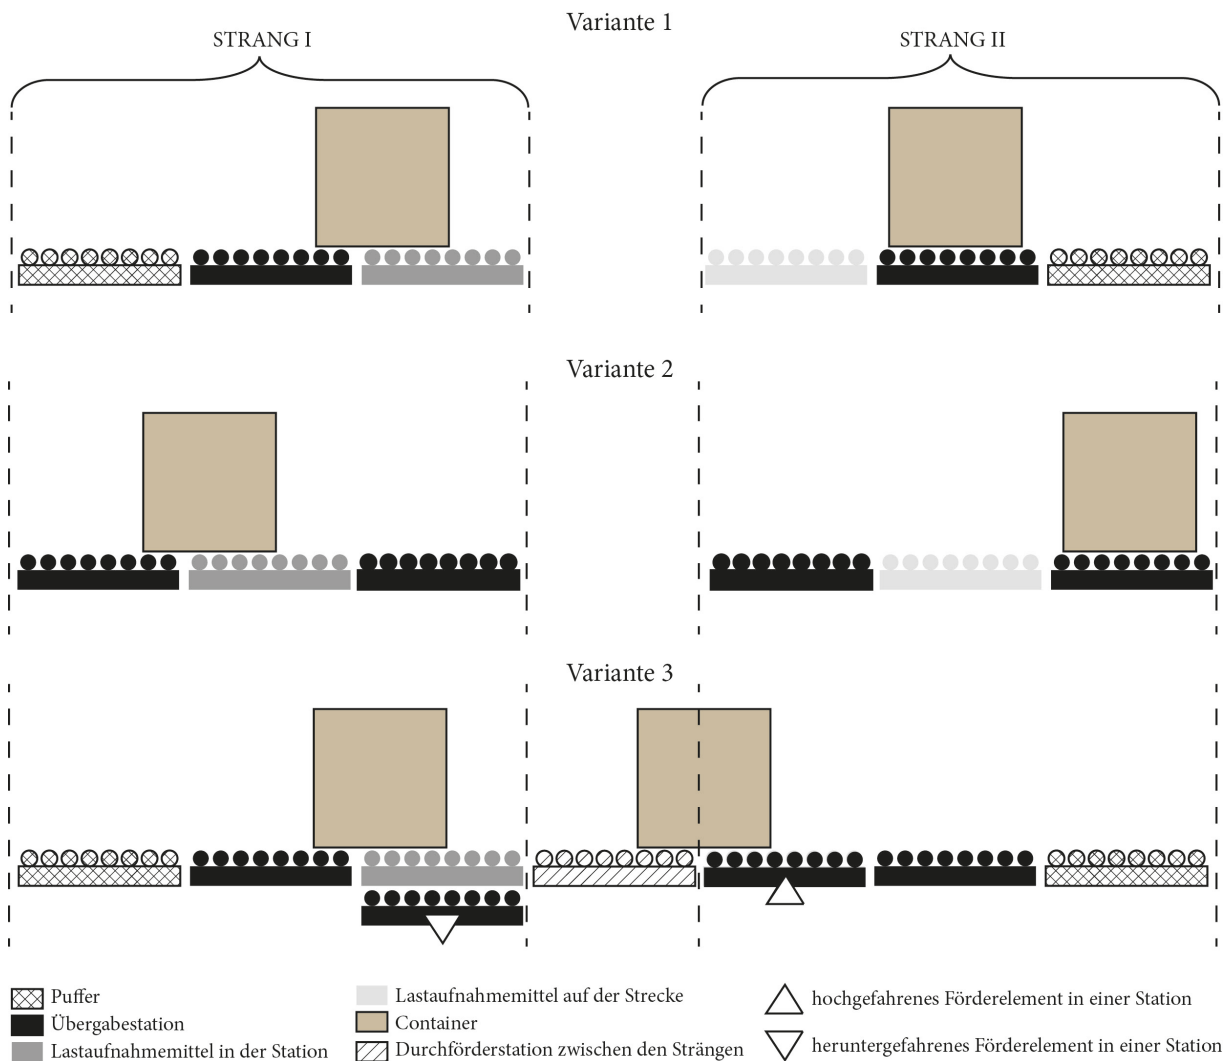 Variante 1
STRANG I
STRANG II
Variante 2
Variante 3
Puffer
Übergabestation
Lastaufnahmemittel in der Station
Lastaufnahmemittel auf der Strecke
Container
Durchförderstation zwischen den Strängen
hochgefahrenes Förderelement in einer Station
heruntergefahrenes Förderelement in einer Station